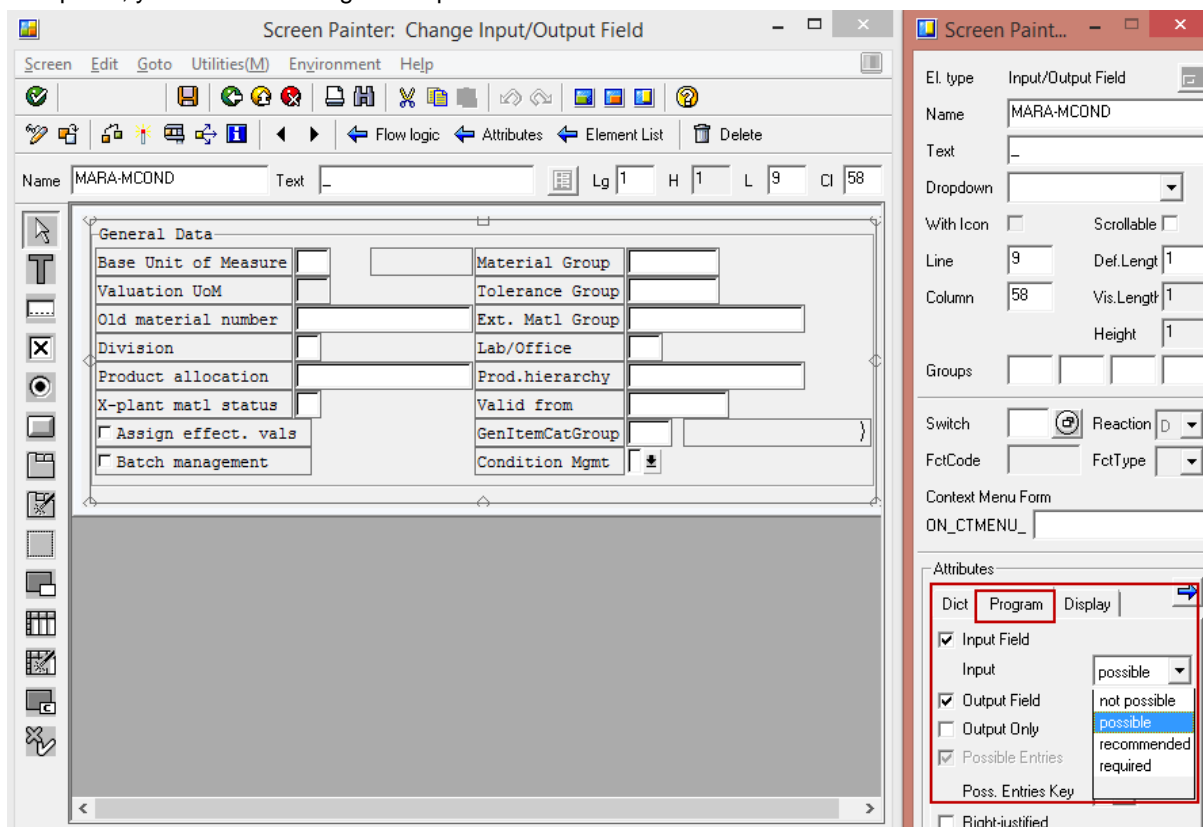 Screen Painter: Change Input/Output Field
Screen Edit Goto Utilities(M) Environment Help
Flow logic Attributes Element List Delete
Name MARA-MCOND Text _ Lg 1 H 1 L 9 Cl 58
General Data
Base Unit of Measure Material Group
Valuation UoM Tolerance Group
Old material number Ext. Matl Group
Division Lab/Office
Product allocation Prod.hierarchy
X-plant matl status Valid from
Assign effect. vals GenItemCatGroup }
Batch management Condition Mgmt
Screen Paint...
El. type Input/Output Field
Name MARA-MCOND
Text _
Dropdown
With Icon Scrollable
Line 9 Def.Lengt 1
Column 58 Vis.Length 1
Height 1
Groups
Switch Reaction D
FctCode FctType
Context Menu Form
ON_CTMENU_
Attributes
Dict Program Display
Input Field
Input possible
Output Field not possible
possible
Output Only
recommended
Possible Entries
required
Poss. Entries Key
Right-justified